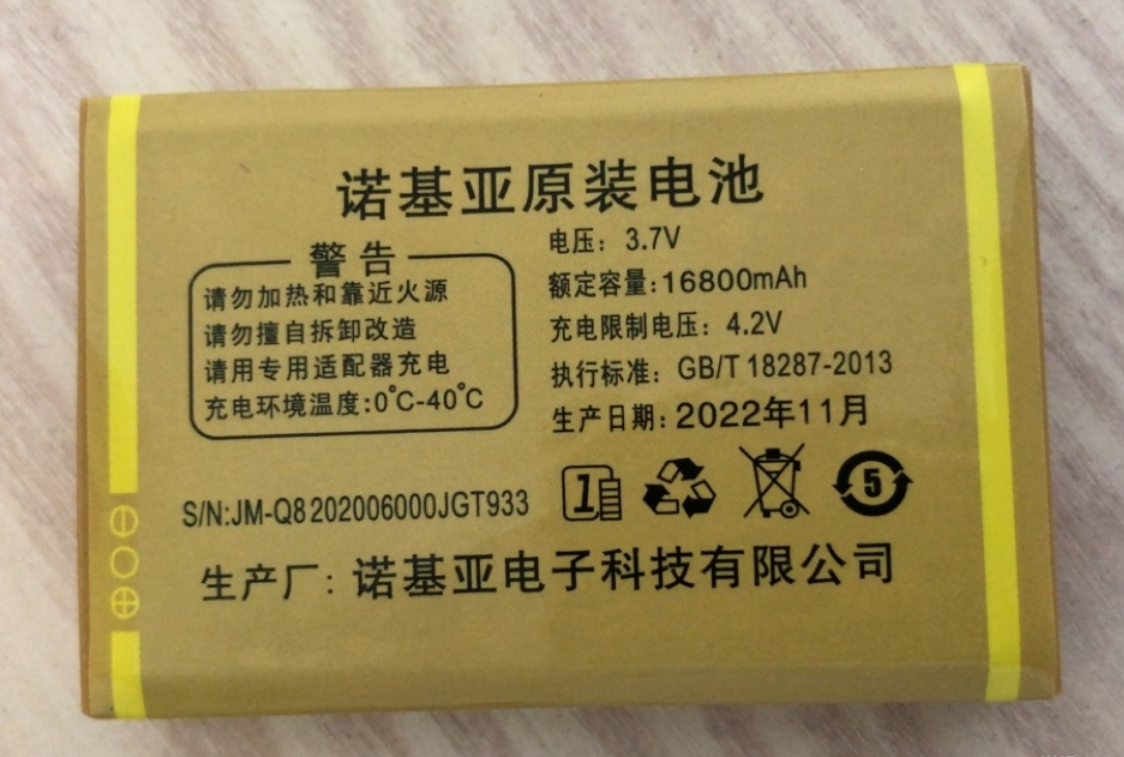 诺基亚原装电池
警告
请勿加热和靠近火源
请勿擅自拆卸改造
请用专用适配器充电
充电环境温度:0°C-40°C
电压：3.7V
额定容量:16800mAh
充电限制电压：4.2V
执行标准：GB/T 18287-2013
生产日期:2022年11月
S/N:JM-Q8 202006000JGT933
1
5
生产厂：诺基亚电子科技有限公司